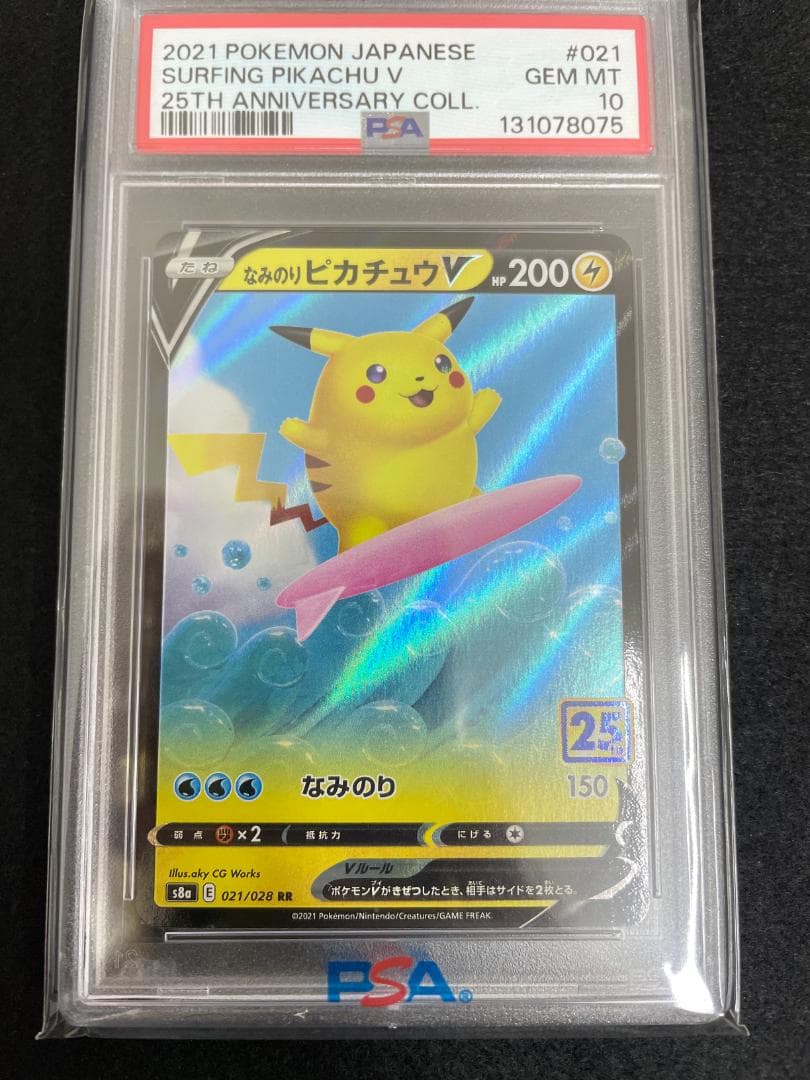 2021 POKEMON JAPANESE #021
SURFING PIKACHU V GEM MT
25TH ANNIVERSARY COLL. 10
PSA 131078075
たね なみのりピカチュウV HP 200
25
なみのり 150
弱点 ×2 抵抗力 にげる
Illus.aky CG Works
Vルール
ポケモンVがきぜつしたとき、相手はサイドを2枚とる。
s8a E 021/028 RR
©2021 Pokémon/Nintendo/Creatures/GAME FREAK.
PSA